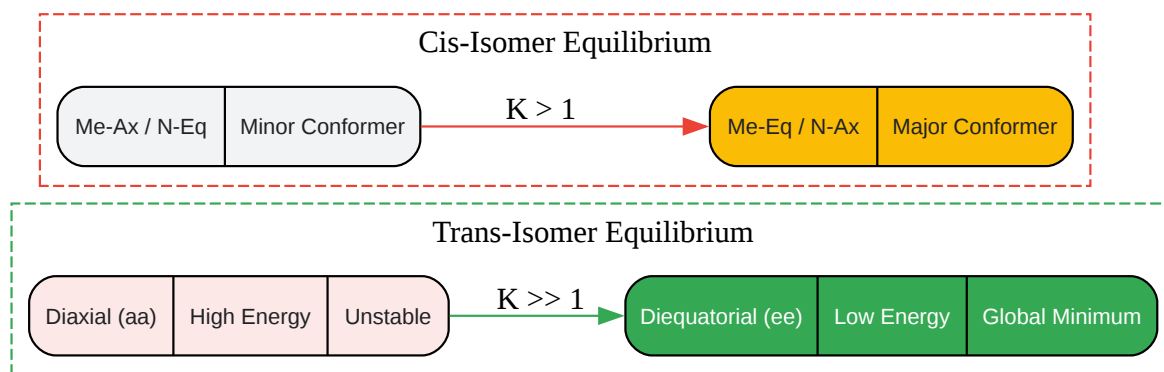 Cis-Isomer Equilibrium
Me-Ax / N-Eq Minor Conformer K > 1 Me-Eq / N-Ax Major Conformer
Trans-Isomer Equilibrium
Diaxial (aa) High Energy Unstable K >> 1 Diequatorial (ee) Low Energy Global Minimum